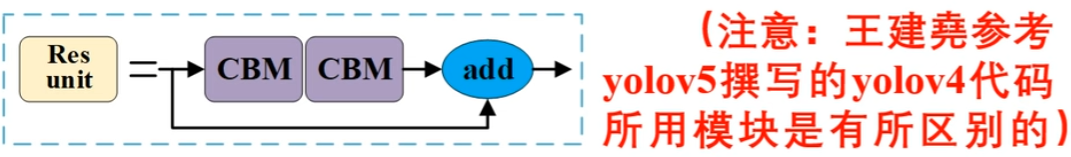 Res
unit
=
CBM
CBM
add
(注意：王建堯参考
yolov5撰写的yolov4代码
所用模块是有所区别的)